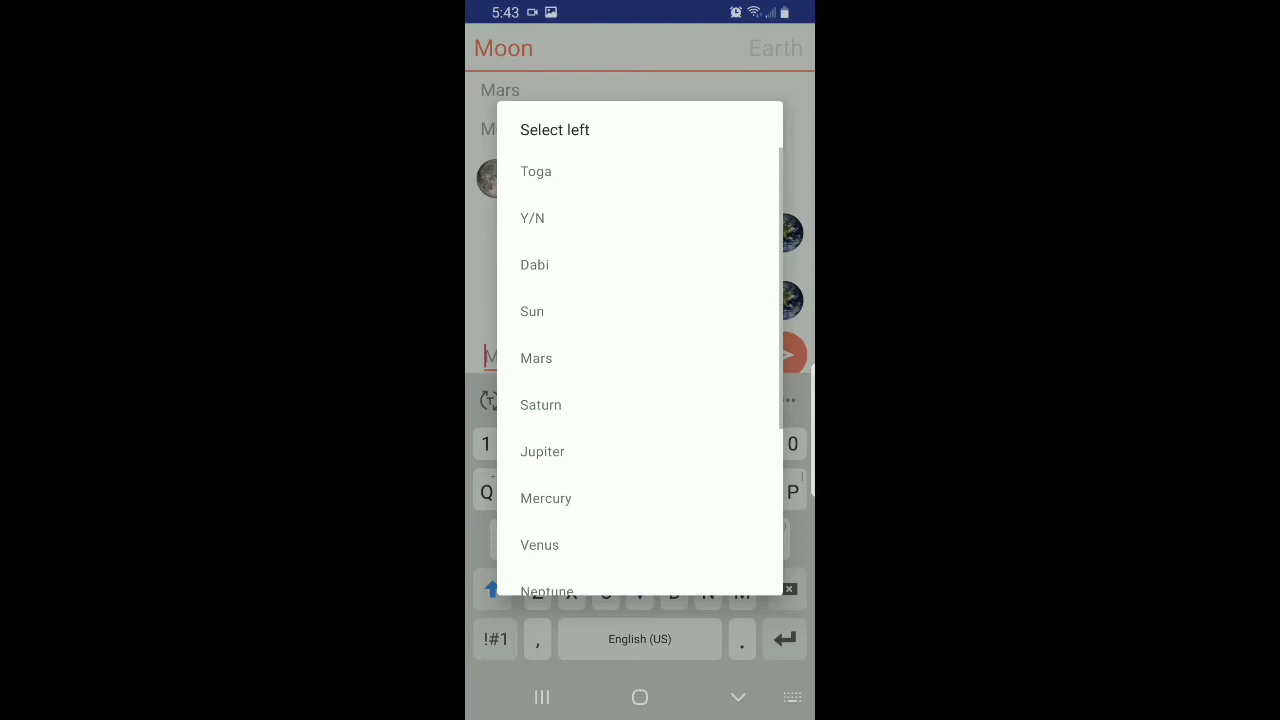 5:43
Moon Earth
Mars
M
Select left
Toga
Y/N
Dabi
Sun
Mars
Saturn
Jupiter
Mercury
Venus
Neptune
M
1 0
Q P
!#1 , English (US) .